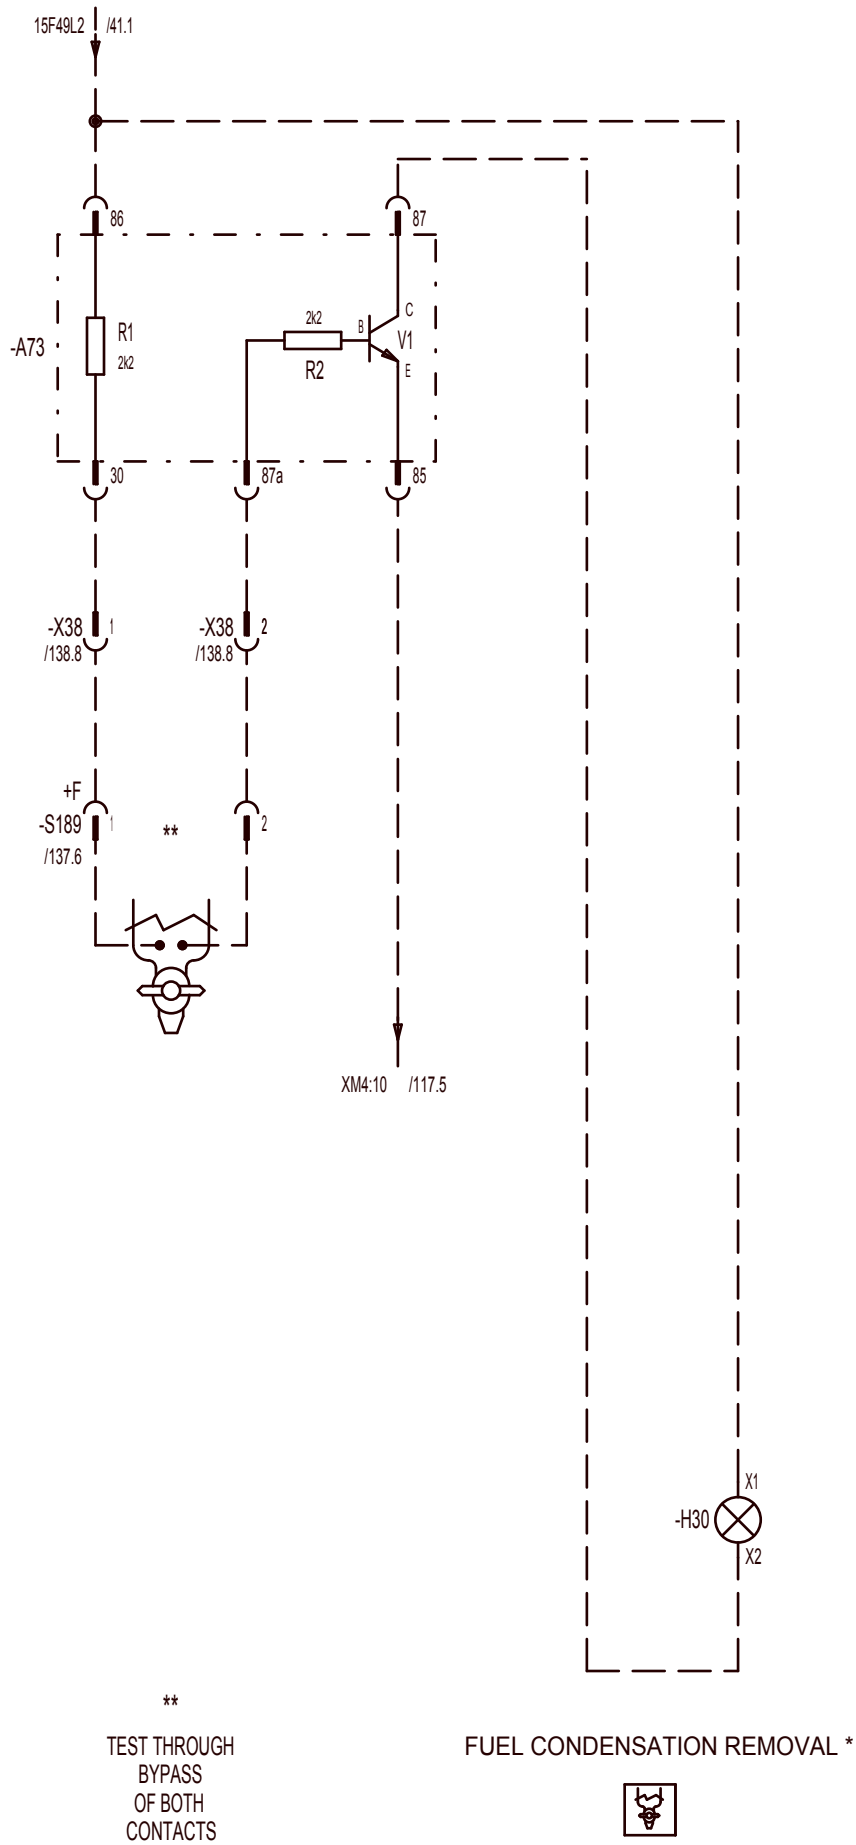 15F49L2 /41.1
86 87
-A73 R1 2k2
2k2 R2
B C V1 E
30 87a 85
-X38 1 -X38 2
/138.8 /138.8
+F
-S189 1 ** 2
/137.6
XM4:10 /117.5
X1
-H30
X2
**
TEST THROUGH
BYPASS
OF BOTH
CONTACTS
FUEL CONDENSATION REMOVAL *